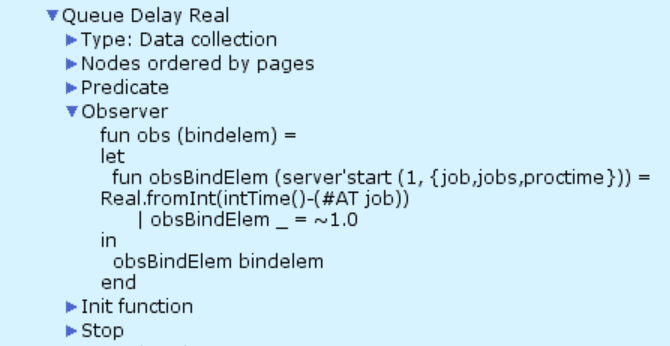 Queue Delay Real
Type: Data collection
Nodes ordered by pages
Predicate
Observer
fun obs (bindelem) =
let
fun obsBindElem (server'start (1, {job,jobs,proctime})) =
Real.fromInt(intTime()-(#AT job))
| obsBindElem _ = ~1.0
in
obsBindElem bindelem
end
Init function
Stop